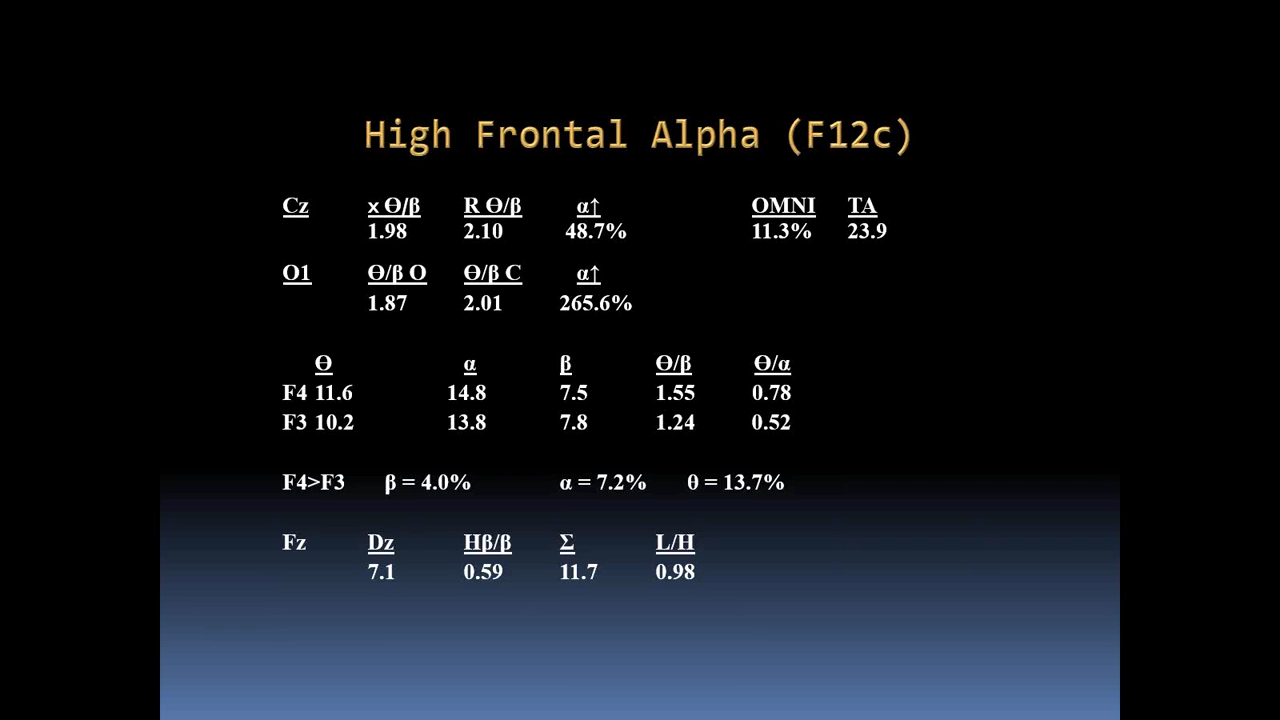 High Frontal Alpha (F12c)
Cz x Ɵ/β R Ɵ/β α↑ OMNI TA
1.98 2.10 48.7% 11.3% 23.9
O1 Ɵ/β O Ɵ/β C α↑
1.87 2.01 265.6%
Ɵ α β Ɵ/β Ɵ/α
F4 11.6 14.8 7.5 1.55 0.78
F3 10.2 13.8 7.8 1.24 0.52
F4>F3 β = 4.0% α = 7.2% θ = 13.7%
Fz Dz Hβ/β Σ L/H
7.1 0.59 11.7 0.98